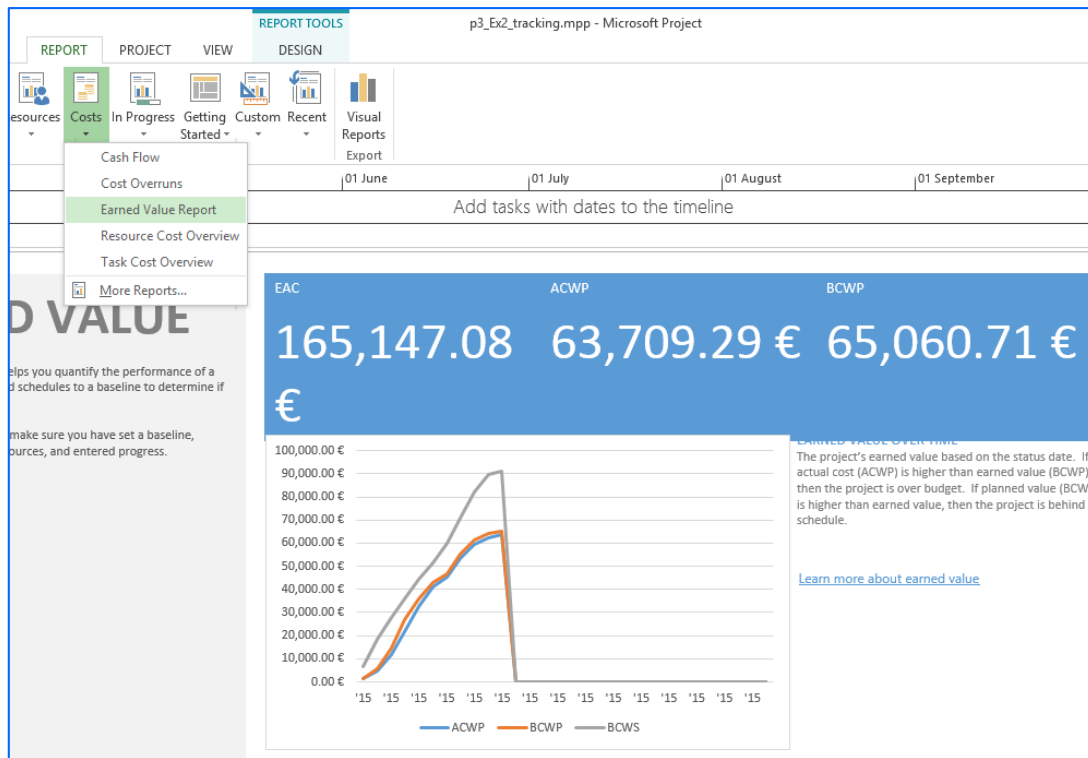 REPORT TOOLS
p3_Ex2_tracking.mpp - Microsoft Project
REPORT PROJECT VIEW DESIGN
esources Costs In Progress Getting Started Custom Recent Visual Reports
Export
Cash Flow
Cost Overruns
Earned Value Report
Resource Cost Overview
Task Cost Overview
More Reports...
01 June 01 July 01 August 01 September
Add tasks with dates to the timeline
D VALUE
elps you quantify the performance of a
d schedules to a baseline to determine if
make sure you have set a baseline,
ources, and entered progress.
EAC ACWP BCWP
165,147.08 € 63,709.29 € 65,060.71 €
EARNED VALUE OVER TIME
The project's earned value based on the status date. If
actual cost (ACWP) is higher than earned value (BCWP)
then the project is over budget. If planned value (BCW
is higher than earned value, then the project is behind
schedule.
Learn more about earned value
100,000.00 €
90,000.00 €
80,000.00 €
70,000.00 €
60,000.00 €
50,000.00 €
40,000.00 €
30,000.00 €
20,000.00 €
10,000.00 €
0.00 €
'15 '15 '15 '15 '15 '15 '15 '15 '15 '15 '15 '15 '15 '15 '15
ACWP BCWP BCWS